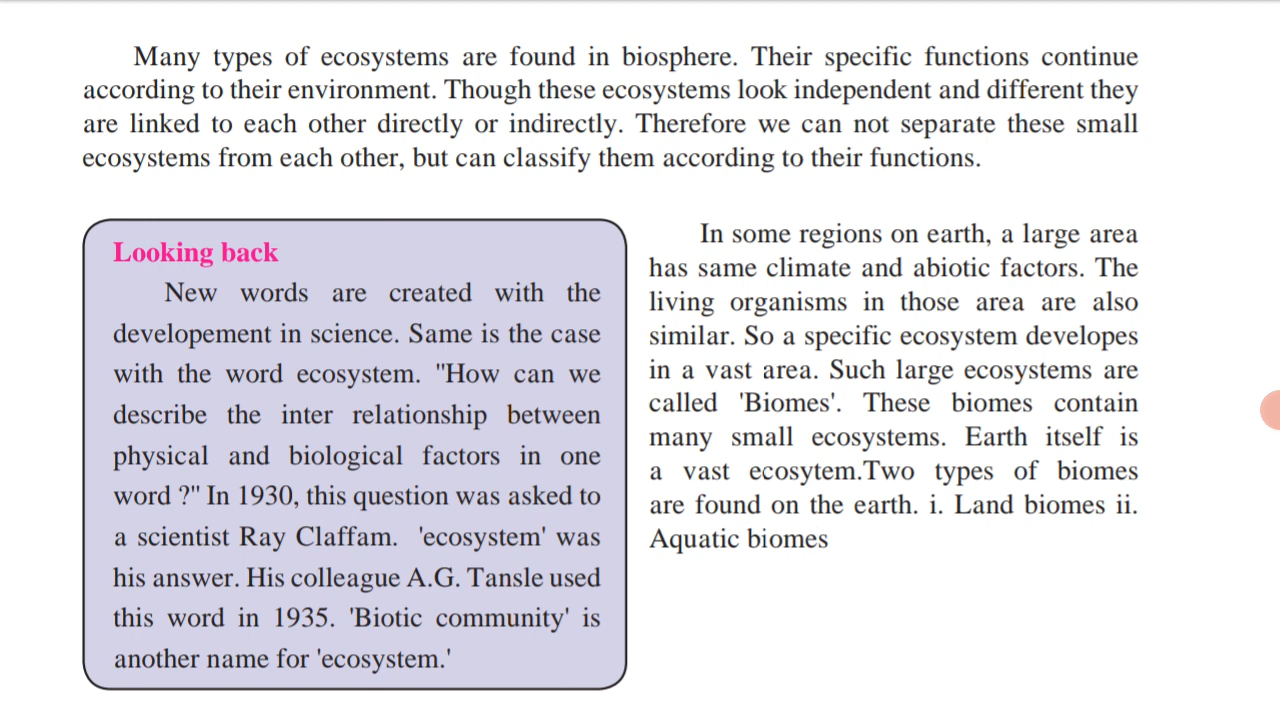 Many types of ecosystems are found in biosphere. Their specific functions continue
according to their environment. Though these ecosystems look independent and different they
are linked to each other directly or indirectly. Therefore we can not separate these small
ecosystems from each other, but can classify them according to their functions.
Looking back
New words are created with the
developement in science. Same is the case
with the word ecosystem. "How can we
describe the inter relationship between
physical and biological factors in one
word ?" In 1930, this question was asked to
a scientist Ray Claffam. 'ecosystem' was
his answer. His colleague A.G. Tansle used
this word in 1935. 'Biotic community' is
another name for 'ecosystem.'
In some regions on earth, a large area
has same climate and abiotic factors. The
living organisms in those area are also
similar. So a specific ecosystem developes
in a vast area. Such large ecosystems are
called 'Biomes'. These biomes contain
many small ecosystems. Earth itself is
a vast ecosytem.Two types of biomes
are found on the earth. i. Land biomes ii.
Aquatic biomes